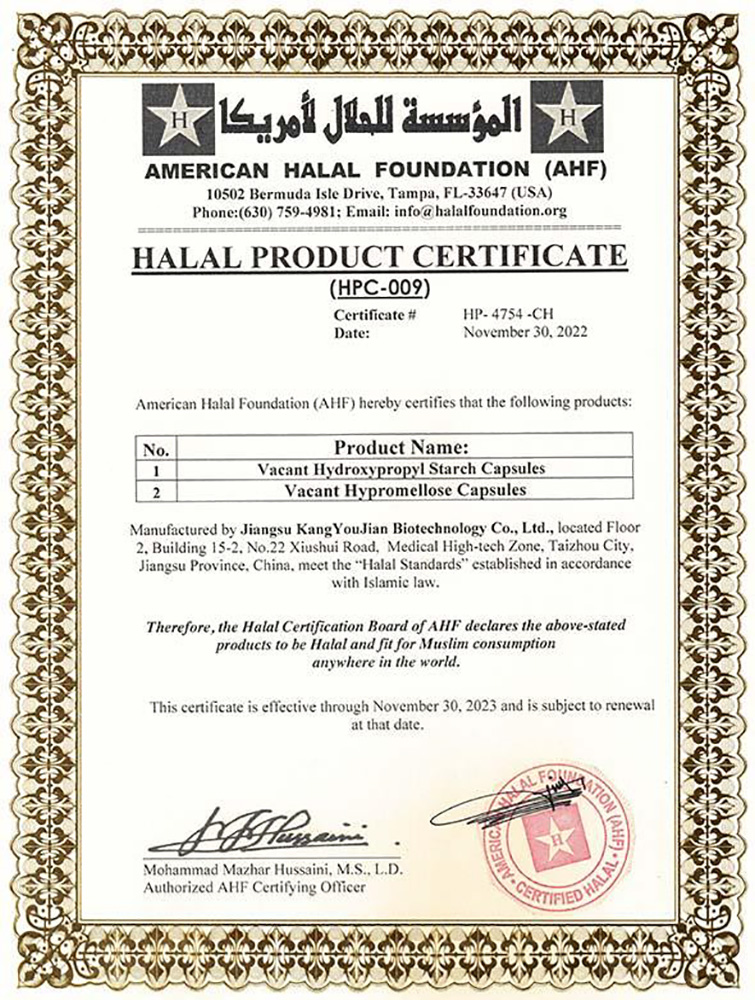 H المؤسسة للحلال لأمريكا H
AMERICAN HALAL FOUNDATION (AHF)
10502 Bermuda Isle Drive, Tampa, FL-33647 (USA)
Phone:(630) 759-4981; Email: info@halalfoundation.org
HALAL PRODUCT CERTIFICATE
(HPC-009)
Certificate # HP- 4754 -CH
Date: November 30, 2022
American Halal Foundation (AHF) hereby certifies that the following products:
No. Product Name:
1 Vacant Hydroxypropyl Starch Capsules
2 Vacant Hypromellose Capsules
Manufactured by Jiangsu KangYouJian Biotechnology Co., Ltd., located Floor
2, Building 15-2, No.22 Xiushui Road, Medical High-tech Zone, Taizhou City,
Jiangsu Province, China, meet the “Halal Standards” established in accordance
with Islamic law.
Therefore, the Halal Certification Board of AHF declares the above-stated
products to be Halal and fit for Muslim consumption
anywhere in the world.
This certificate is effective through November 30, 2023 and is subject to renewal
at that date.
Hussaini
Mohammad Mazhar Hussaini, M.S., L.D.
Authorized AHF Certifying Officer
AMERICAN HALAL FOUNDATION (AHF)
H
• CERTIFIED HALAL •